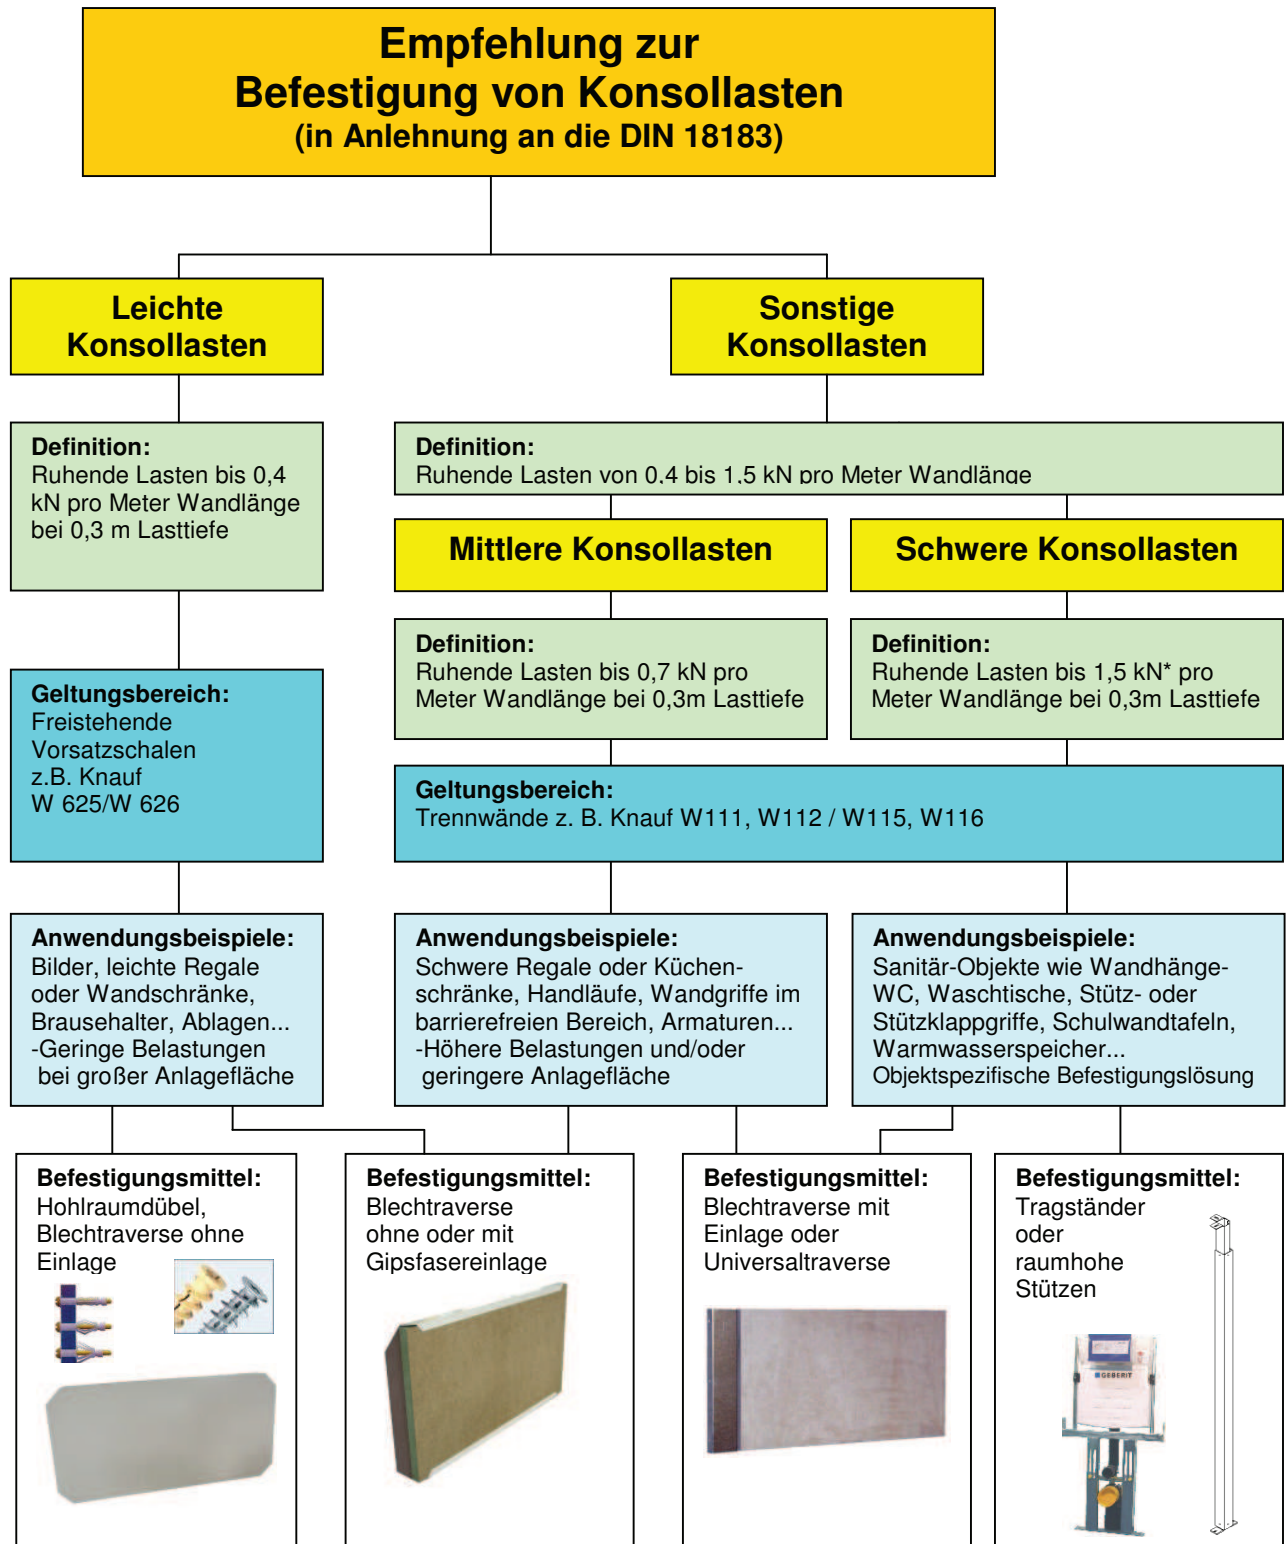 Empfehlung zur
Befestigung von Konsollasten
(in Anlehnung an die DIN 18183)
Leichte
Konsollasten
Sonstige
Konsollasten
Definition:
Ruhende Lasten bis 0,4
kN pro Meter Wandlänge
bei 0,3 m Lasttiefe
Definition:
Ruhende Lasten von 0,4 bis 1,5 kN pro Meter Wandlänge
Mittlere Konsollasten
Schwere Konsollasten
Definition:
Ruhende Lasten bis 0,7 kN pro
Meter Wandlänge bei 0,3m Lasttiefe
Definition:
Ruhende Lasten bis 1,5 kN* pro
Meter Wandlänge bei 0,3m Lasttiefe
Geltungsbereich:
Freistehende
Vorsatzschalen
z.B. Knauf
W 625/W 626
Geltungsbereich:
Trennwände z. B. Knauf W111, W112 / W115, W116
Anwendungsbeispiele:
Bilder, leichte Regale
oder Wandschränke,
Brausehalter, Ablagen...
-Geringe Belastungen
bei großer Anlagefläche
Anwendungsbeispiele:
Schwere Regale oder Küchen-
schränke, Handläufe, Wandgriffe im
barrierefreien Bereich, Armaturen...
-Höhere Belastungen und/oder
geringere Anlagefläche
Anwendungsbeispiele:
Sanitär-Objekte wie Wandhänge-
WC, Waschtische, Stütz- oder
Stützklappgriffe, Schulwandtafeln,
Warmwasserspeicher...
Objektspezifische Befestigungslösung
Befestigungsmittel:
Hohlraumdübel,
Blechtraverse ohne
Einlage
Befestigungsmittel:
Blechtraverse
ohne oder mit
Gipsfasereinlage
Befestigungsmittel:
Blechtraverse mit
Einlage oder
Universaltraverse
Befestigungsmittel:
Tragständer
oder
raumhohe
Stützen
GEBERIT